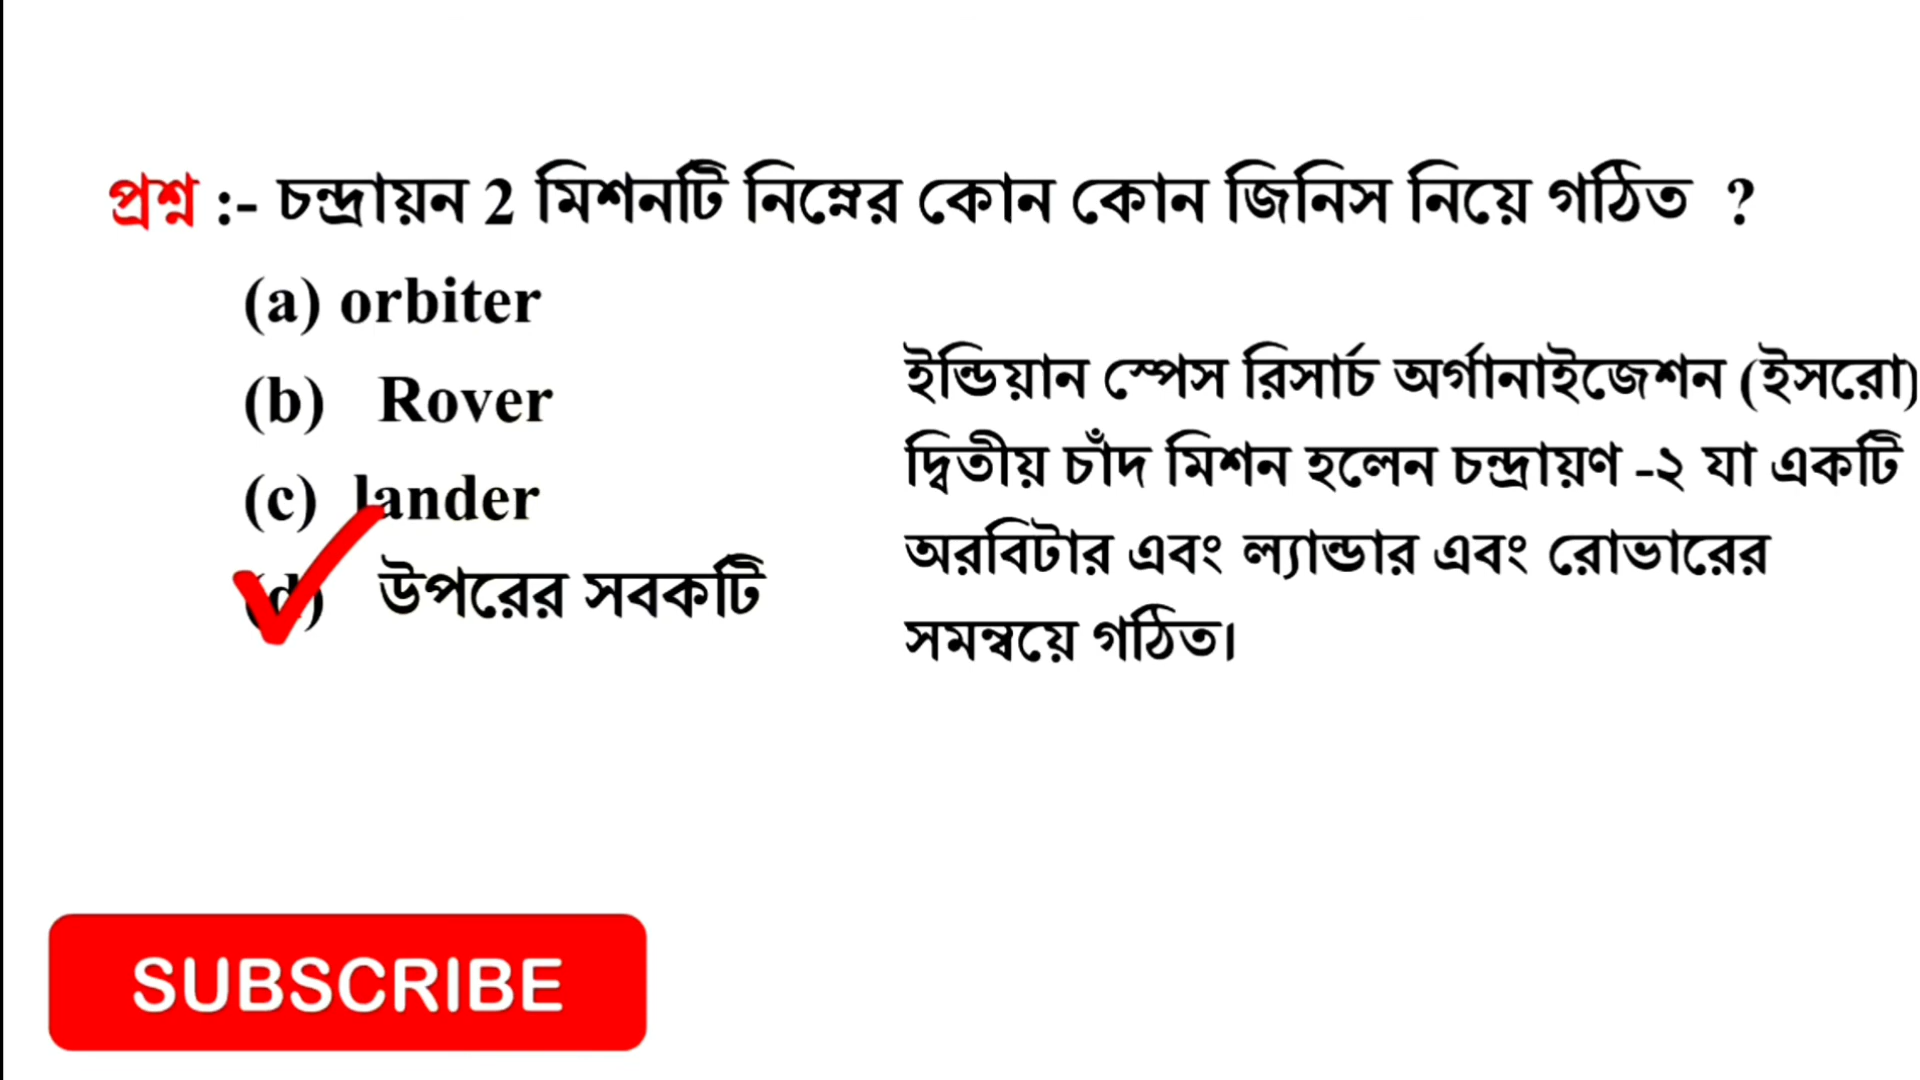 প্রশ্ন :- চন্দ্রায়ন 2 মিশনটি নিম্নের কোন কোন জিনিস নিয়ে গঠিত ?
(a) orbiter
(b) Rover
(c) lander
(d) উপরের সবকটি
ইন্ডিয়ান স্পেস রিসার্চ অর্গানাইজেশন (ইসরো)
দ্বিতীয় চাঁদ মিশন হলেন চন্দ্রায়ণ -২ যা একটি
অরবিটার এবং ল্যান্ডার এবং রোভারের
সমন্বয়ে গঠিত।
SUBSCRIBE